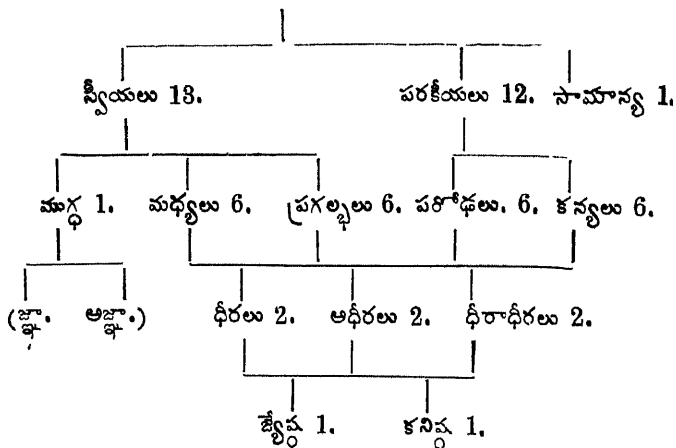 స్వీయలు 13. పరకీయలు 12. సామాన్య 1.
ముగ్ధ 1. మధ్యలు 6. ప్రగల్భలు 6. పరోఢలు. 6. కన్యలు 6.
(జ్ఞా. అజ్ఞా.) ధీరలు 2. అధీరలు 2. ధీరాధీరలు 2.
జ్యేష్ఠ 1. కనిష్ఠ 1.